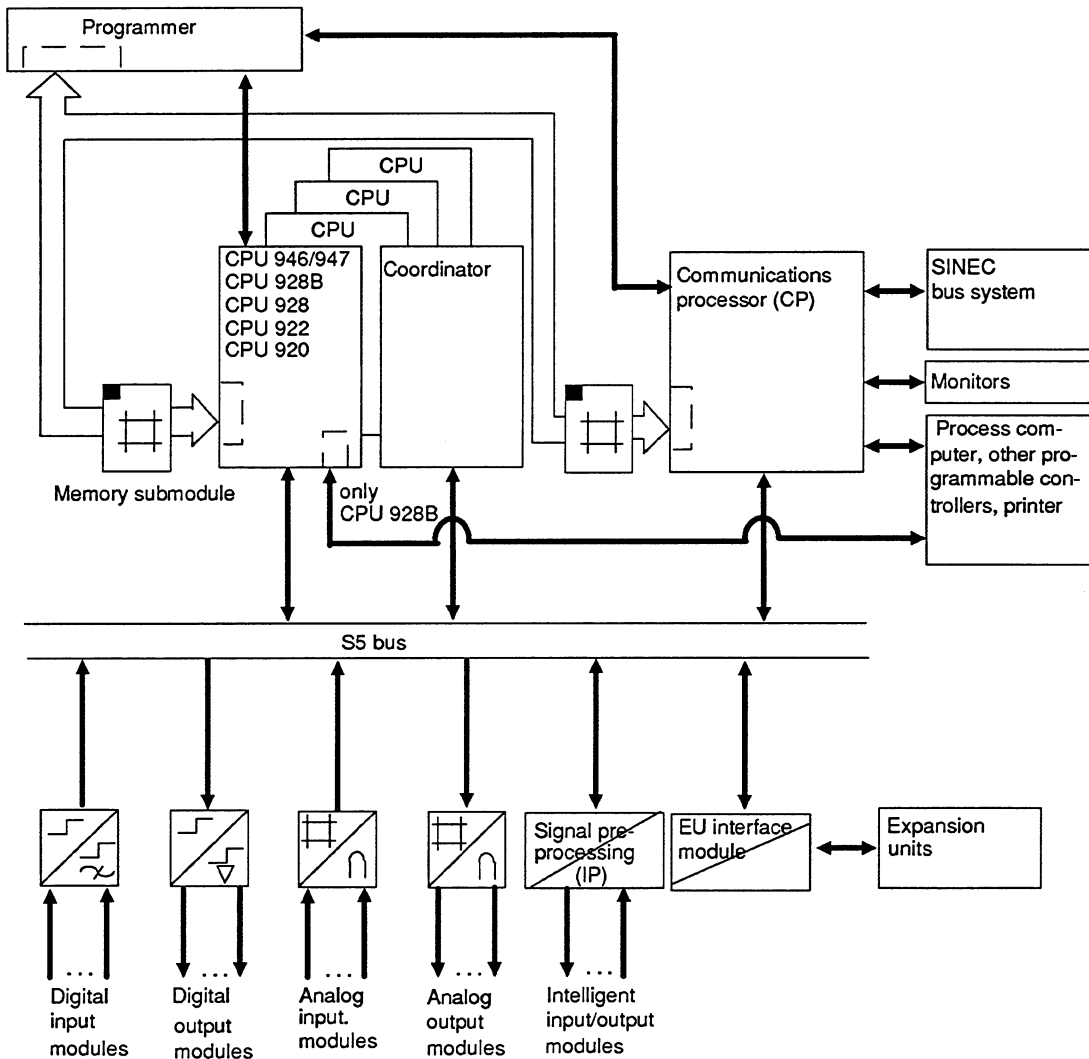 Programmer
CPU
CPU
CPU
CPU 946/947
CPU 928B
CPU 928
CPU 922
CPU 920
Coordinator
Communications
processor (CP)
SINEC
bus system
Monitors
Process com-
puter, other pro-
grammable con-
trollers, printer
Memory submodule
only
CPU 928B
S5 bus
Signal pre-
processing
(IP)
EU interface
module
Expansion
units
...
...
...
...
...
Digital
input
modules
Digital
output
modules
Analog
input.
modules
Analog
output
modules
Intelligent
input/output
modules